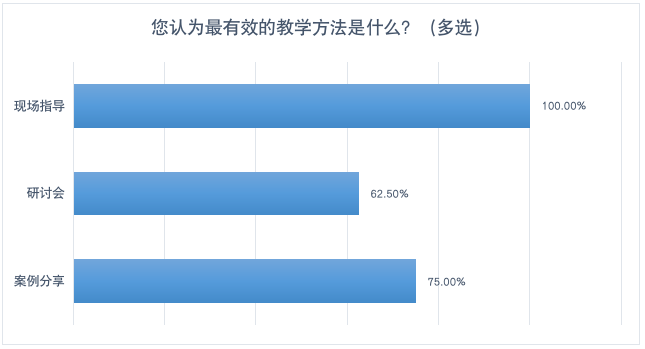 您认为最有效的教学方法是什么？（多选）
现场指导 100.00%
研讨会 62.50%
案例分享 75.00%